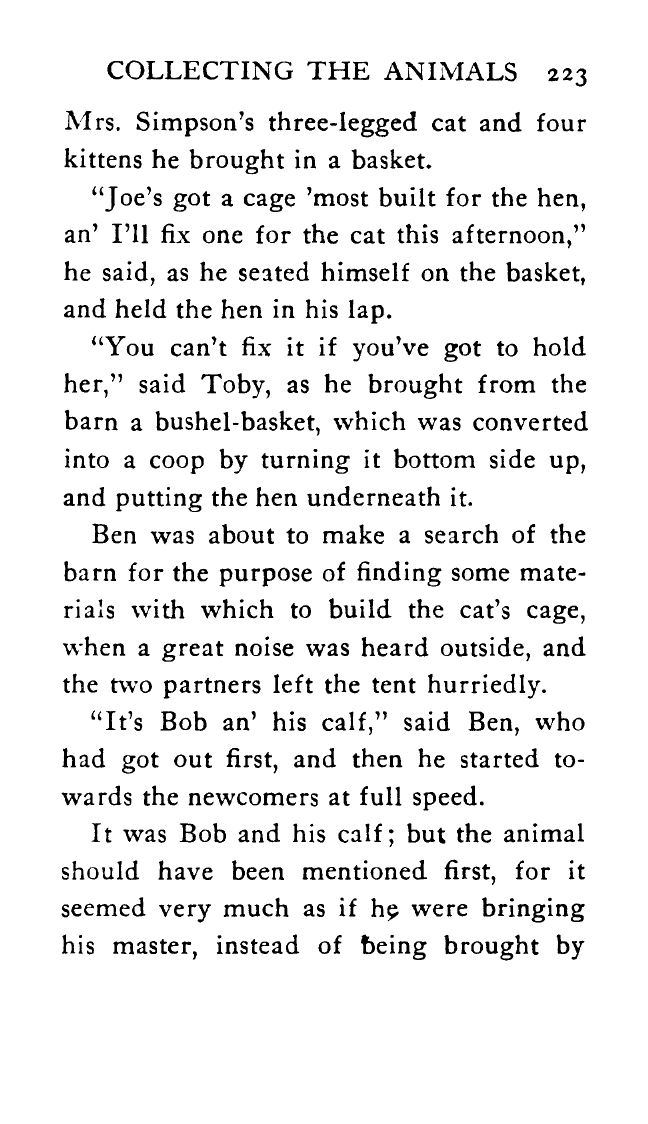 COLLECTING THE ANIMALS 223
Mrs. Simpson's three-legged cat and four
kittens he brought in a basket.
"Joe's got a cage 'most built for the hen,
an' I'll fix one for the cat this afternoon,"
he said, as he seated himself on the basket,
and held the hen in his lap.
"You can't fix it if you've got to hold
her," said Toby, as he brought from the
barn a bushel-basket, which was converted
into a coop by turning it bottom side up,
and putting the hen underneath it.
Ben was about to make a search of the
barn for the purpose of finding some mate-
rials with which to build the cat's cage,
when a great noise was heard outside, and
the two partners left the tent hurriedly.
"It's Bob an' his calf," said Ben, who
had got out first, and then he started to-
wards the newcomers at full speed.
It was Bob and his calf; but the animal
should have been mentioned first, for it
seemed very much as if he were bringing
his master, instead of being brought by